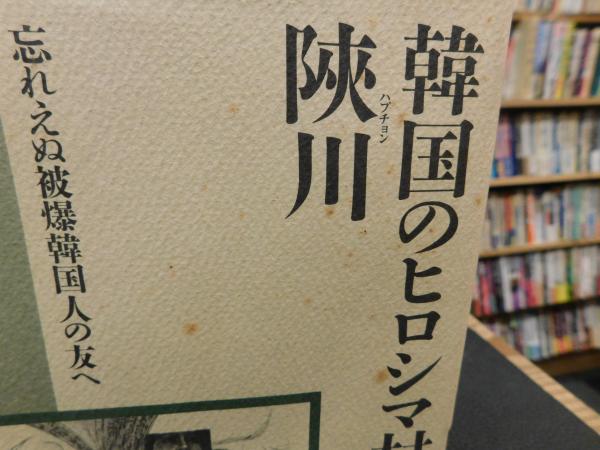 韓国のヒロシマ
陜川
ハプチョン
忘れえぬ被爆韓国人の友へ